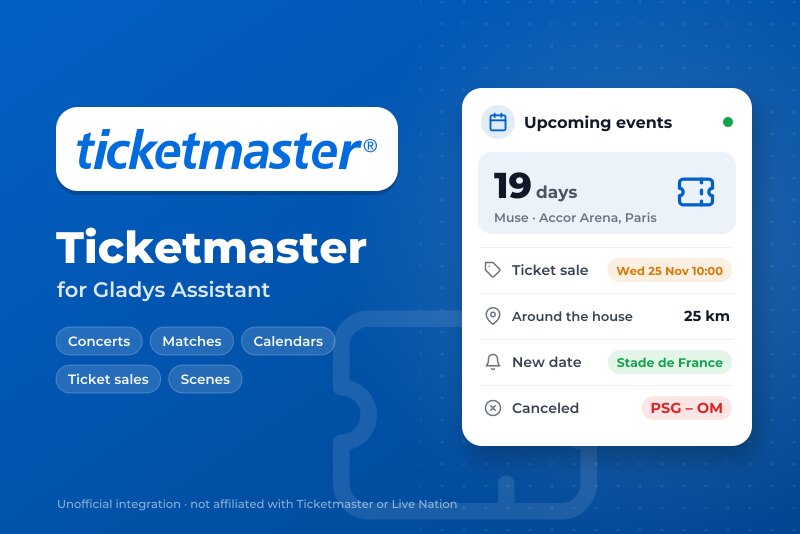 ticketmaster®
Ticketmaster
for Gladys Assistant
Concerts
Matches
Calendars
Ticket sales
Scenes
Unofficial integration · not affiliated with Ticketmaster or Live Nation
Upcoming events
19 days
Muse · Accor Arena, Paris
Ticket sale Wed 25 Nov 10:00
Around the house 25 km
New date Stade de France
Canceled PSG – OM